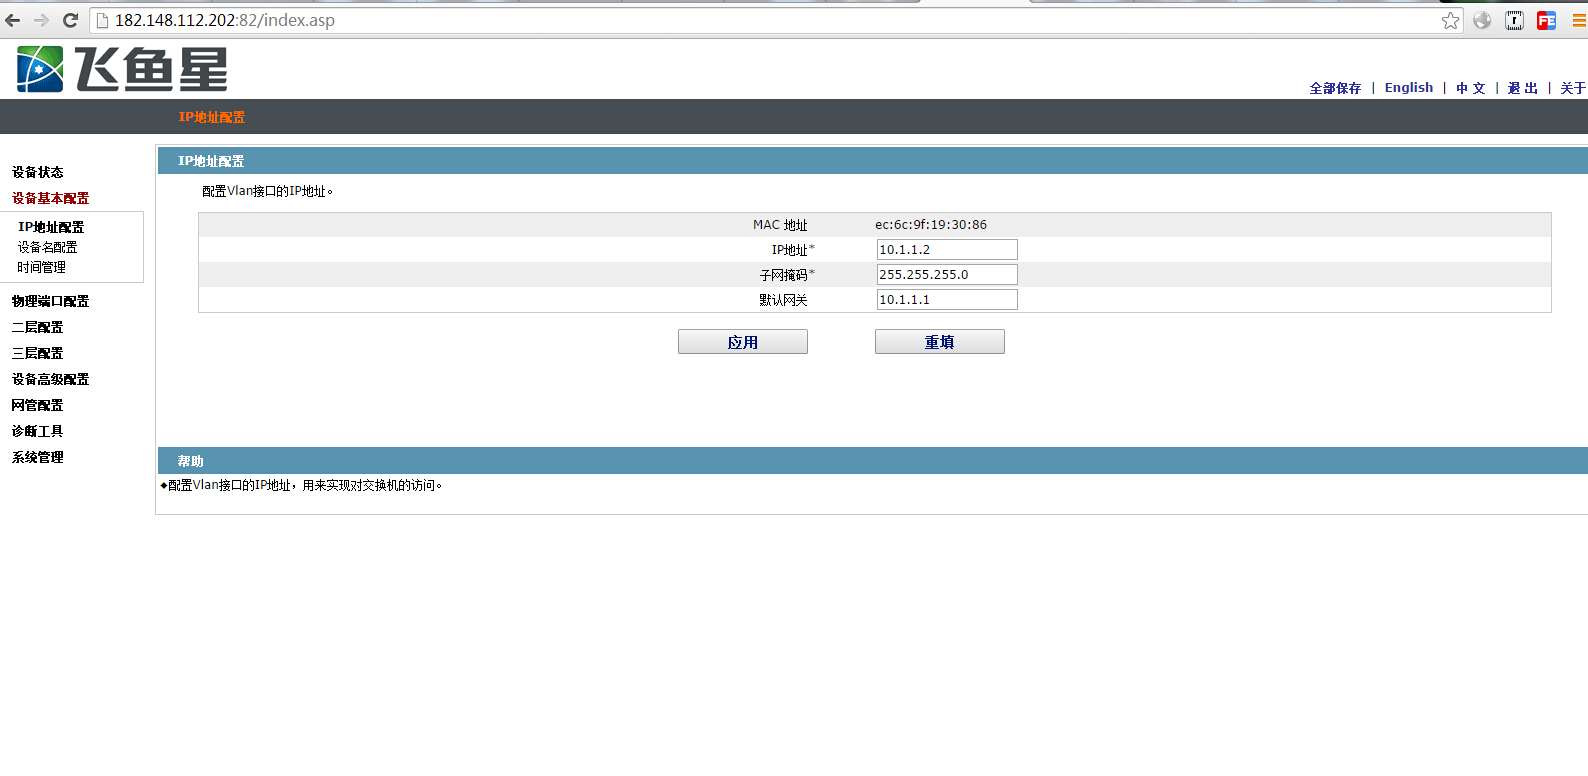 182.148.112.202:82/index.asp
飞鱼星
全部保存 | English | 中 文 | 退 出 | 关于
IP地址配置
设备状态
设备基本配置
IP地址配置
设备名配置
时间管理
物理端口配置
二层配置
三层配置
设备高级配置
网管配置
诊断工具
系统管理
IP地址配置
配置Vlan接口的IP地址。
MAC 地址 ec:6c:9f:19:30:86
IP地址* 10.1.1.2
子网掩码* 255.255.255.0
默认网关 10.1.1.1
应用 重填
帮助
◆配置Vlan接口的IP地址，用来实现对交换机的访问。